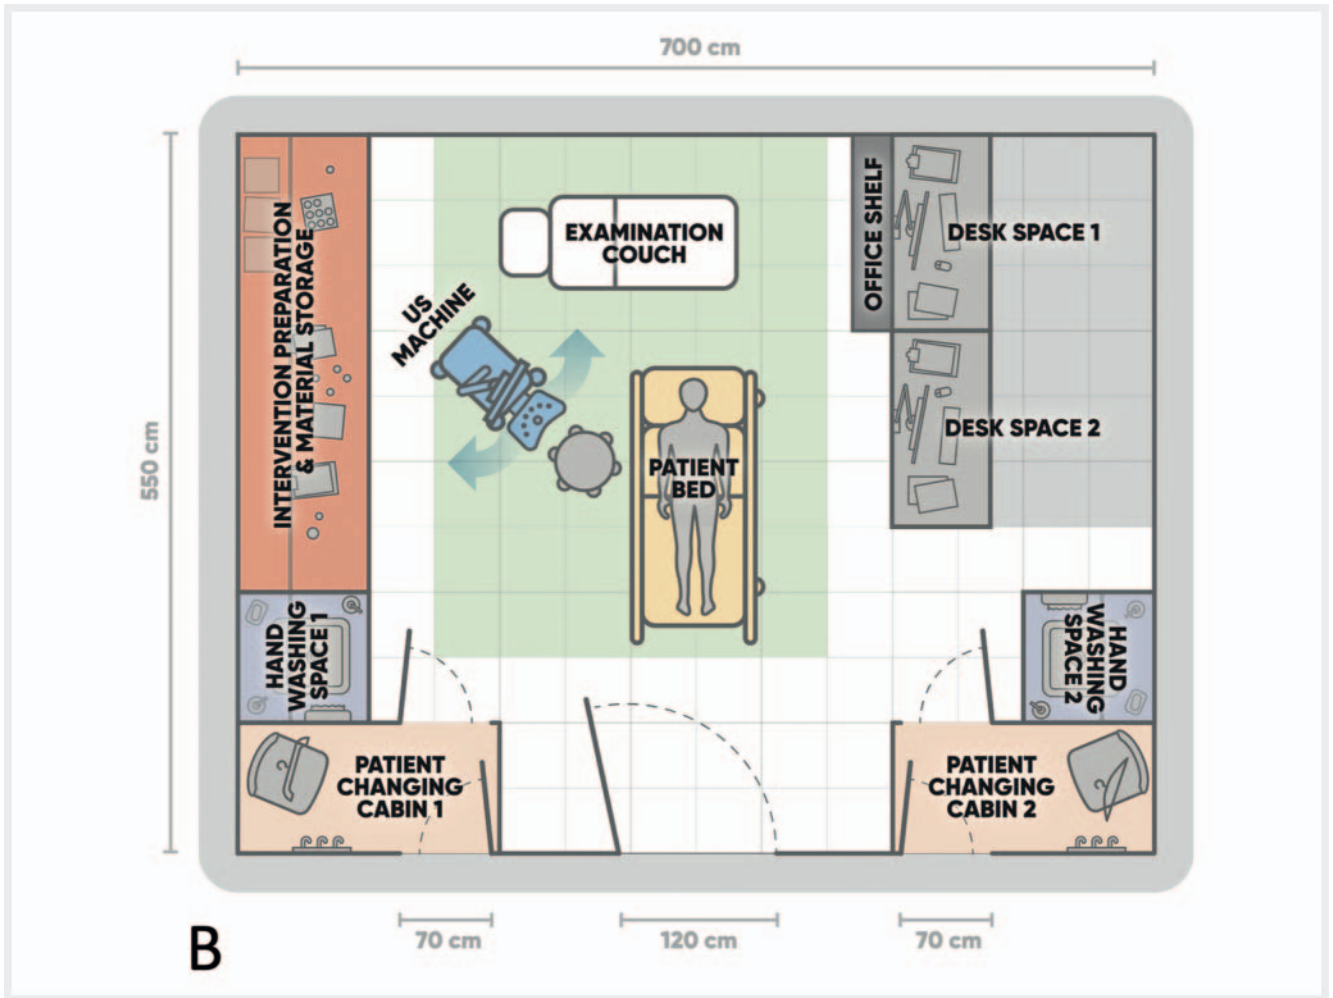 700 cm
550 cm
INTERVENTION PREPARATION
& MATERIAL STORAGE
US
MACHINE
EXAMINATION
COUCH
OFFICE SHELF
DESK SPACE 1
DESK SPACE 2
PATIENT
BED
HAND
WASHING
SPACE 1
HAND
WASHING
SPACE 2
PATIENT
CHANGING
CABIN 1
PATIENT
CHANGING
CABIN 2
70 cm
120 cm
70 cm
B